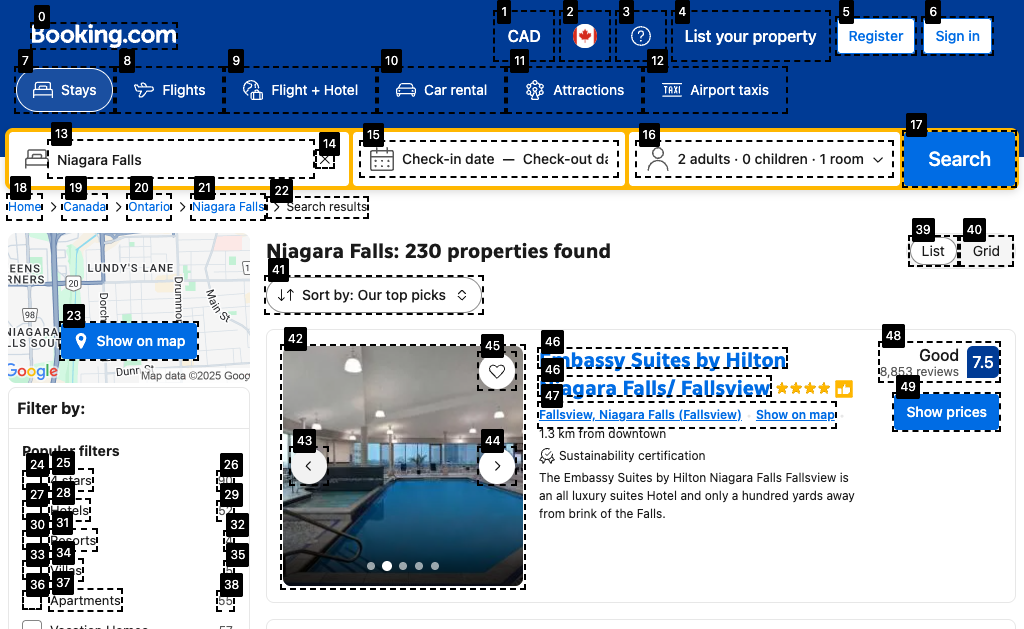 Booking.com
CAD
List your property
Register
Sign in
Stays
Flights
Flight + Hotel
Car rental
Attractions
Airport taxis
Niagara Falls
Check-in date — Check-out da
2 adults · 0 children · 1 room
Search
Home > Canada > Ontario > Niagara Falls > Search results
LUNDY'S LANE
20
98
Main St
Show on map
Google
Map data ©2025 Goog
Niagara Falls: 230 properties found
List
Grid
Sort by: Our top picks
Filter by:
Popular filters
4 stars
Hotels
Resorts
Villas
Apartments 55
Vacation Homes 57
Embassy Suites by Hilton
Niagara Falls/ Fallsview
Fallsview, Niagara Falls (Fallsview) · Show on map ·
1.3 km from downtown
Sustainability certification
The Embassy Suites by Hilton Niagara Falls Fallsview is
an all luxury suites Hotel and only a hundred yards away
from brink of the Falls.
Good
8,853 reviews
7.5
Show prices
0
1
2
3
4
5
6
7
8
9
10
11
12
13
14
15
16
17
18
19
20
21
22
23
24
25
26
27
28
29
30
31
32
33
34
35
36
37
38
39
40
41
42
43
44
45
46
46
47
48
49